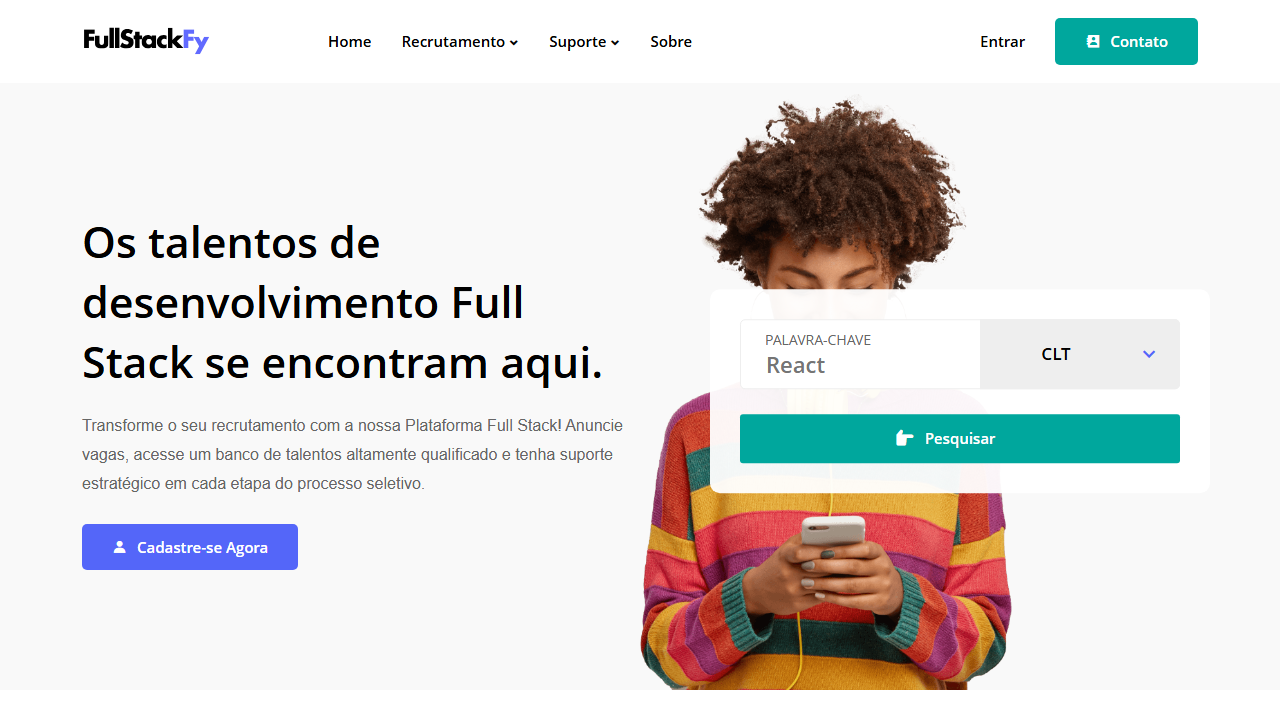 FullStackFy
Home
Recrutamento
Suporte
Sobre
Entrar
Contato
Os talentos de
desenvolvimento Full
Stack se encontram aqui.
Transforme o seu recrutamento com a nossa Plataforma Full Stack! Anuncie
vagas, acesse um banco de talentos altamente qualificado e tenha suporte
estratégico em cada etapa do processo seletivo.
Cadastre-se Agora
PALAVRA-CHAVE
React
CLT
Pesquisar